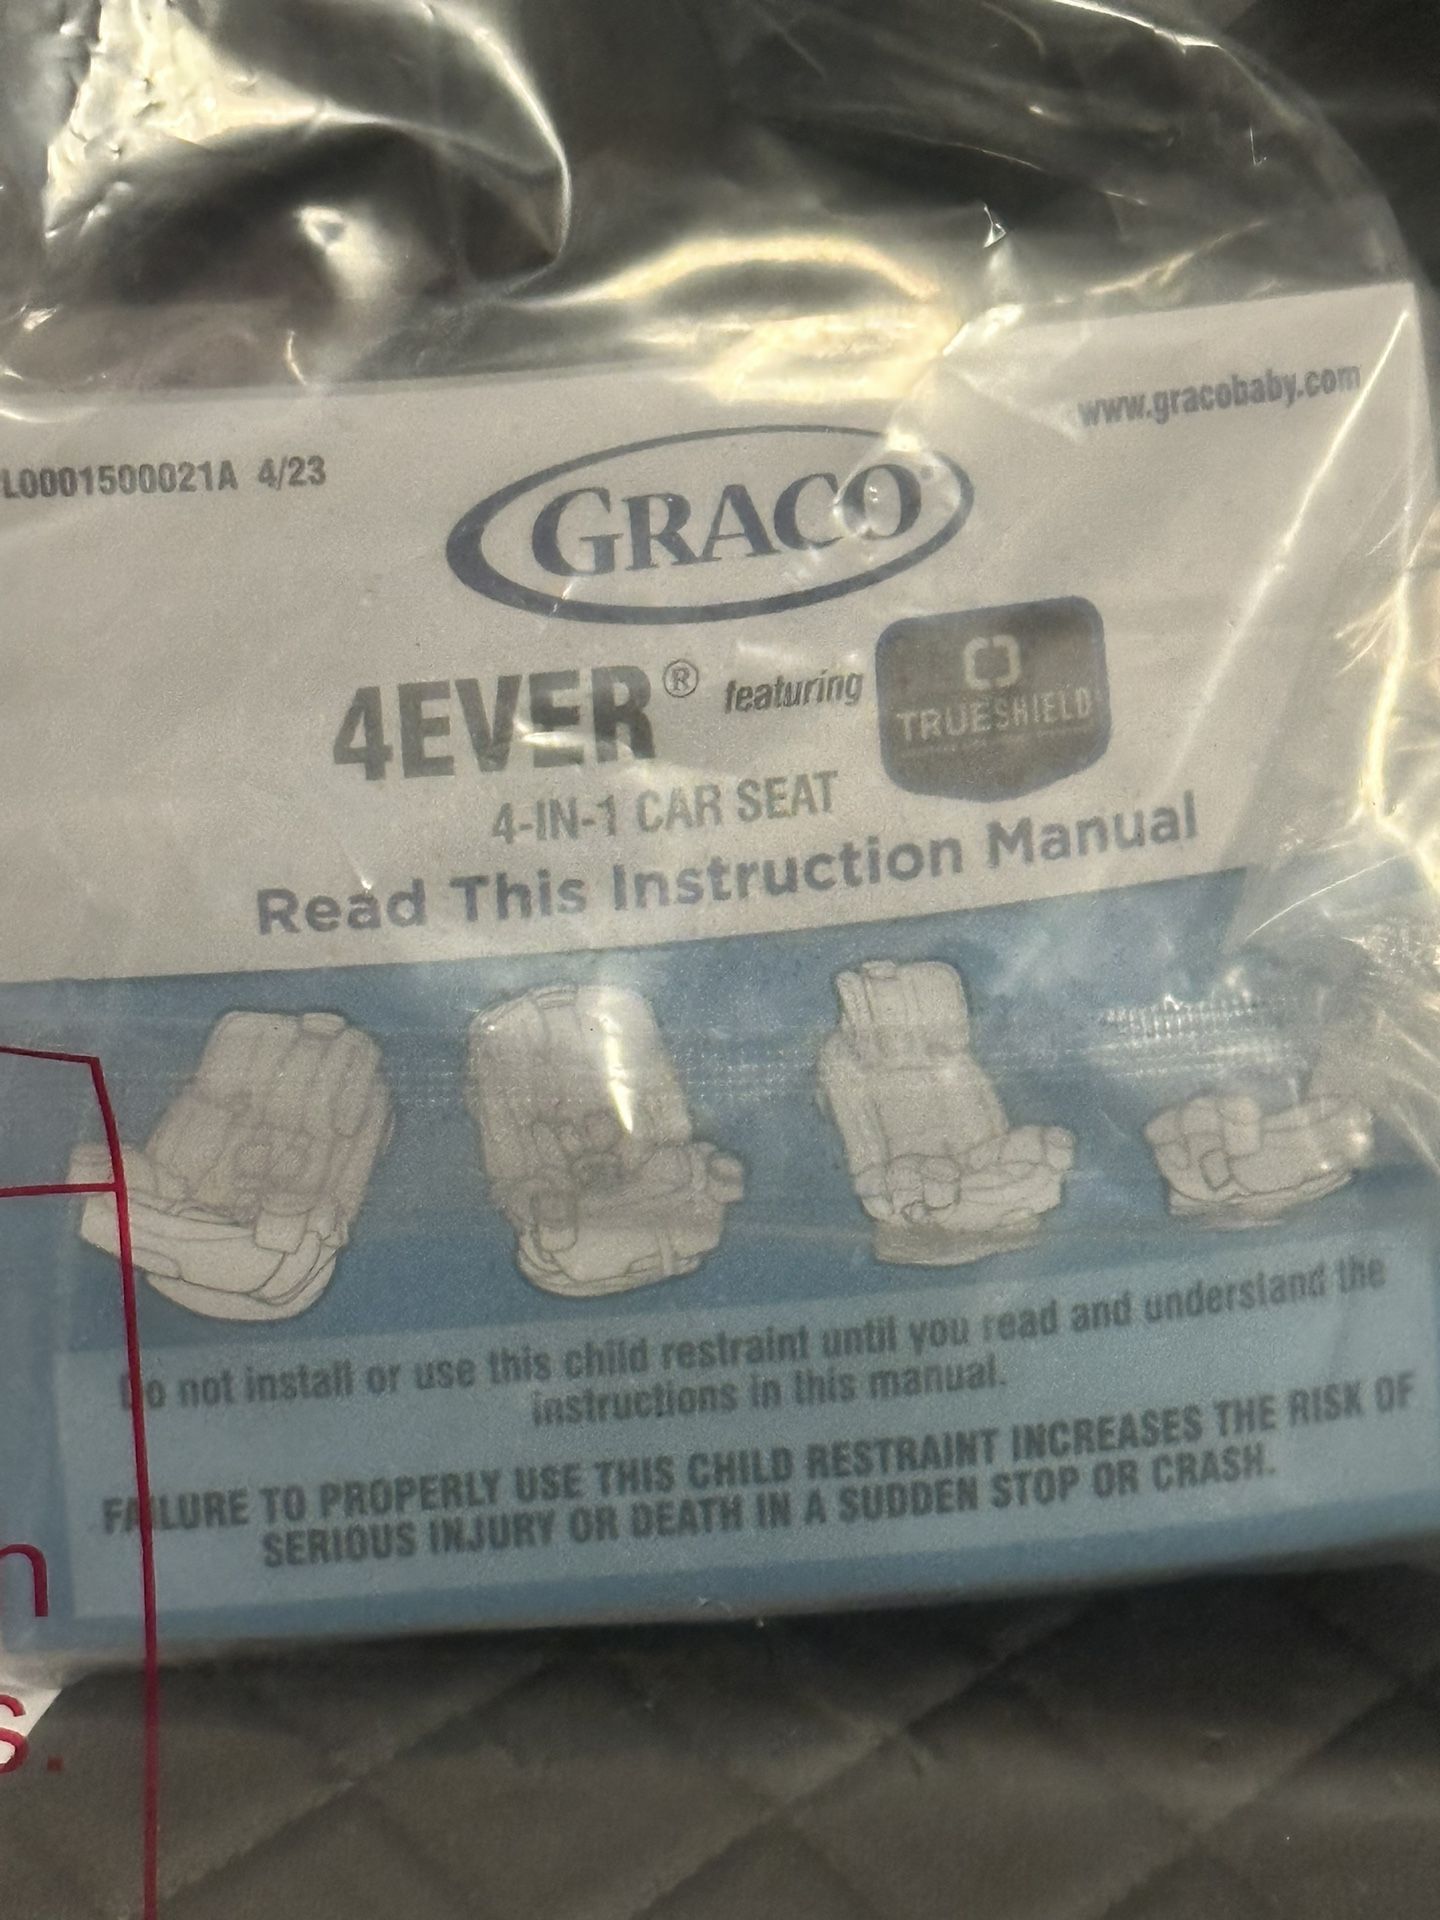 www.gracobaby.com
L0001500021A 4/23
GRACO®
4EVER® featuring
TRUESHIELD
4-IN-1 CAR SEAT
Read This Instruction Manual
Do not install or use this child restraint until you read and understand the
instructions in this manual.
FAILURE TO PROPERLY USE THIS CHILD RESTRAINT INCREASES THE RISK OF
SERIOUS INJURY OR DEATH IN A SUDDEN STOP OR CRASH.
n
s.